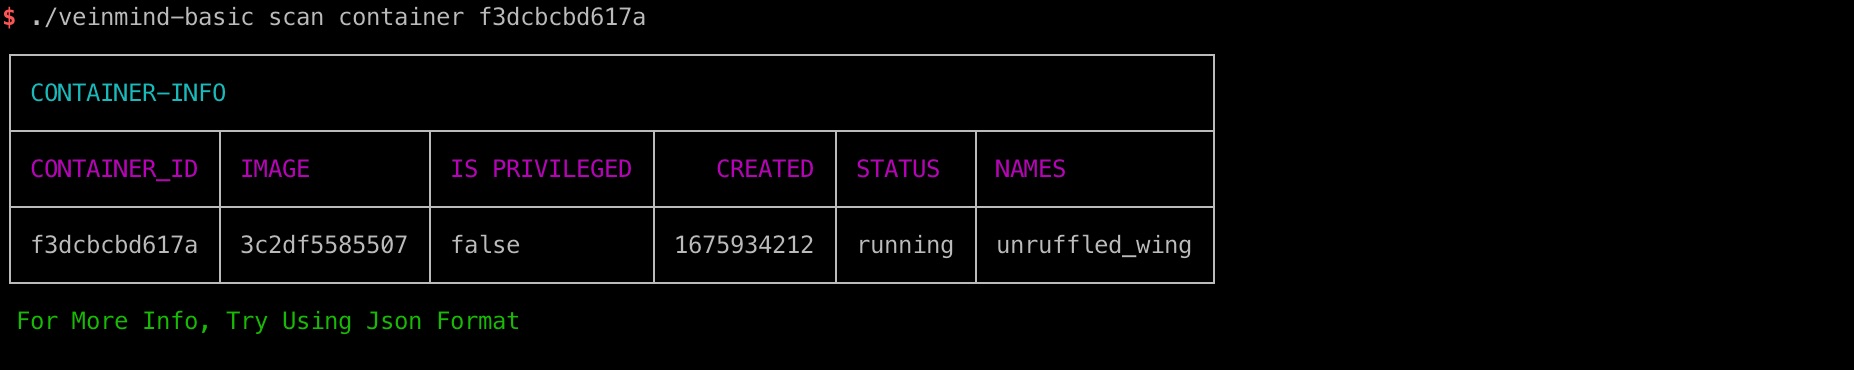 $ ./veinmind-basic scan container f3dcbcbd617a
CONTAINER-INFO
CONTAINER_ID IMAGE IS PRIVILEGED CREATED STATUS NAMES
f3dcbcbd617a 3c2df5585507 false 1675934212 running unruffled_wing
For More Info, Try Using Json Format